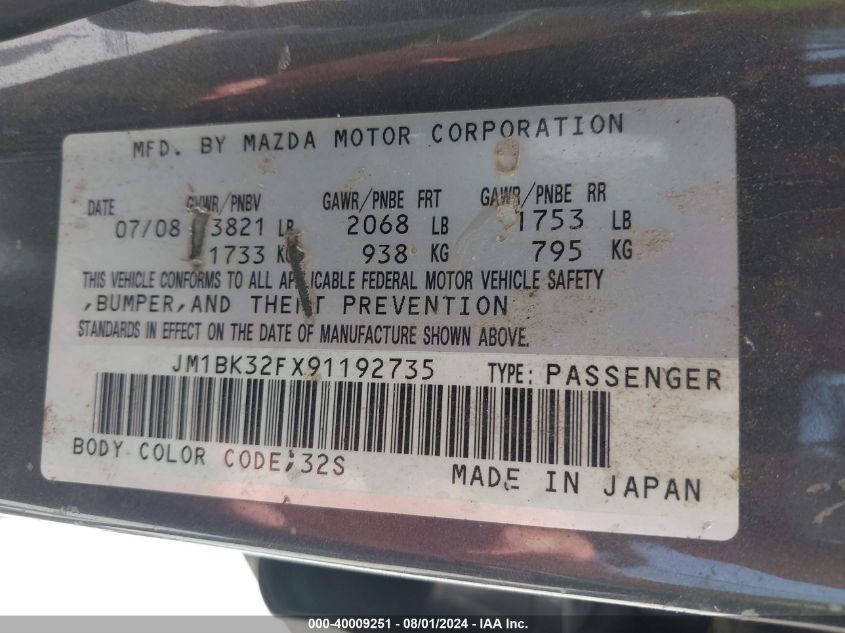 MFD. BY MAZDA MOTOR CORPORATION
DATE GVWR/PNBV GAWR/PNBE FRT GAWR/PNBE RR
07/08 3821 LB 2068 LB 1753 LB
1733 KG 938 KG 795 KG
THIS VEHICLE CONFORMS TO ALL APPLICABLE FEDERAL MOTOR VEHICLE SAFETY
,BUMPER,AND THEFT PREVENTION
STANDARDS IN EFFECT ON THE DATE OF MANUFACTURE SHOWN ABOVE.
JM1BK32FX91192735 TYPE: PASSENGER
BODY COLOR CODE;32S
MADE IN JAPAN
000-40009251 - 08/01/2024 - IAA Inc.